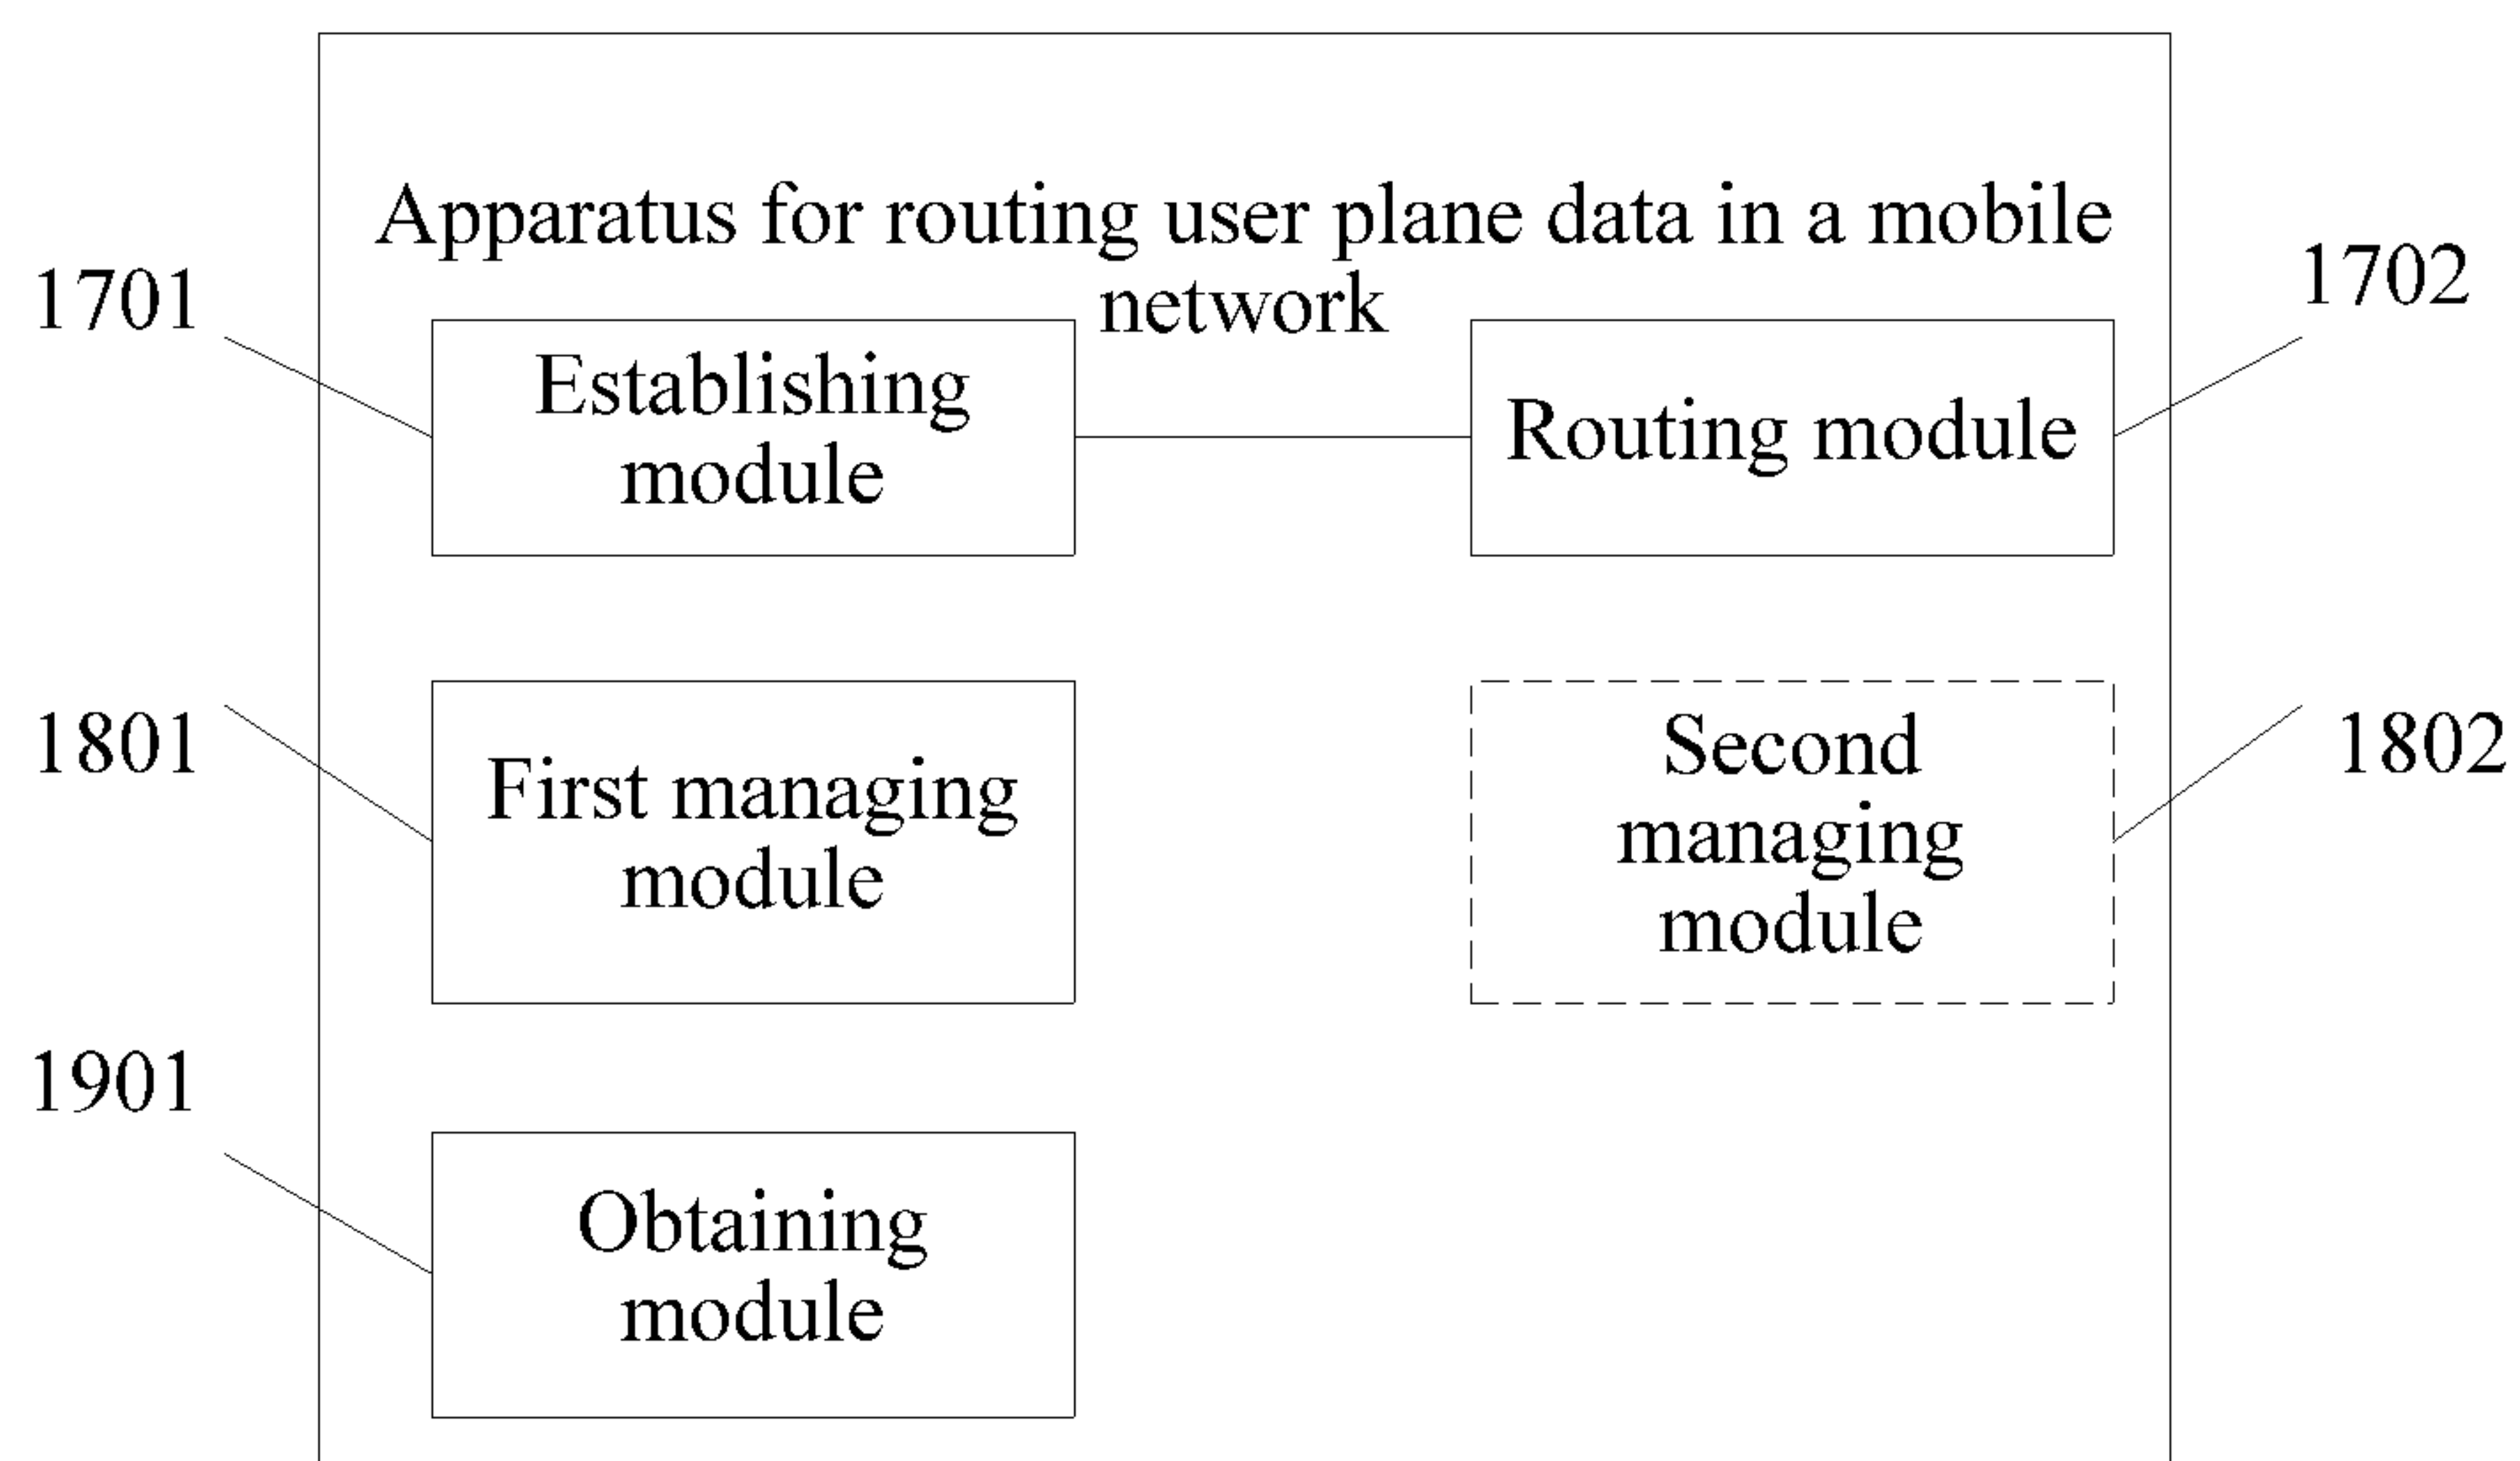 Apparatus for routing user plane data in a mobile
network
1701
1702
Establishing
module
Routing module
1801
First managing
module
Second
managing
module
1802
1901
Obtaining
module